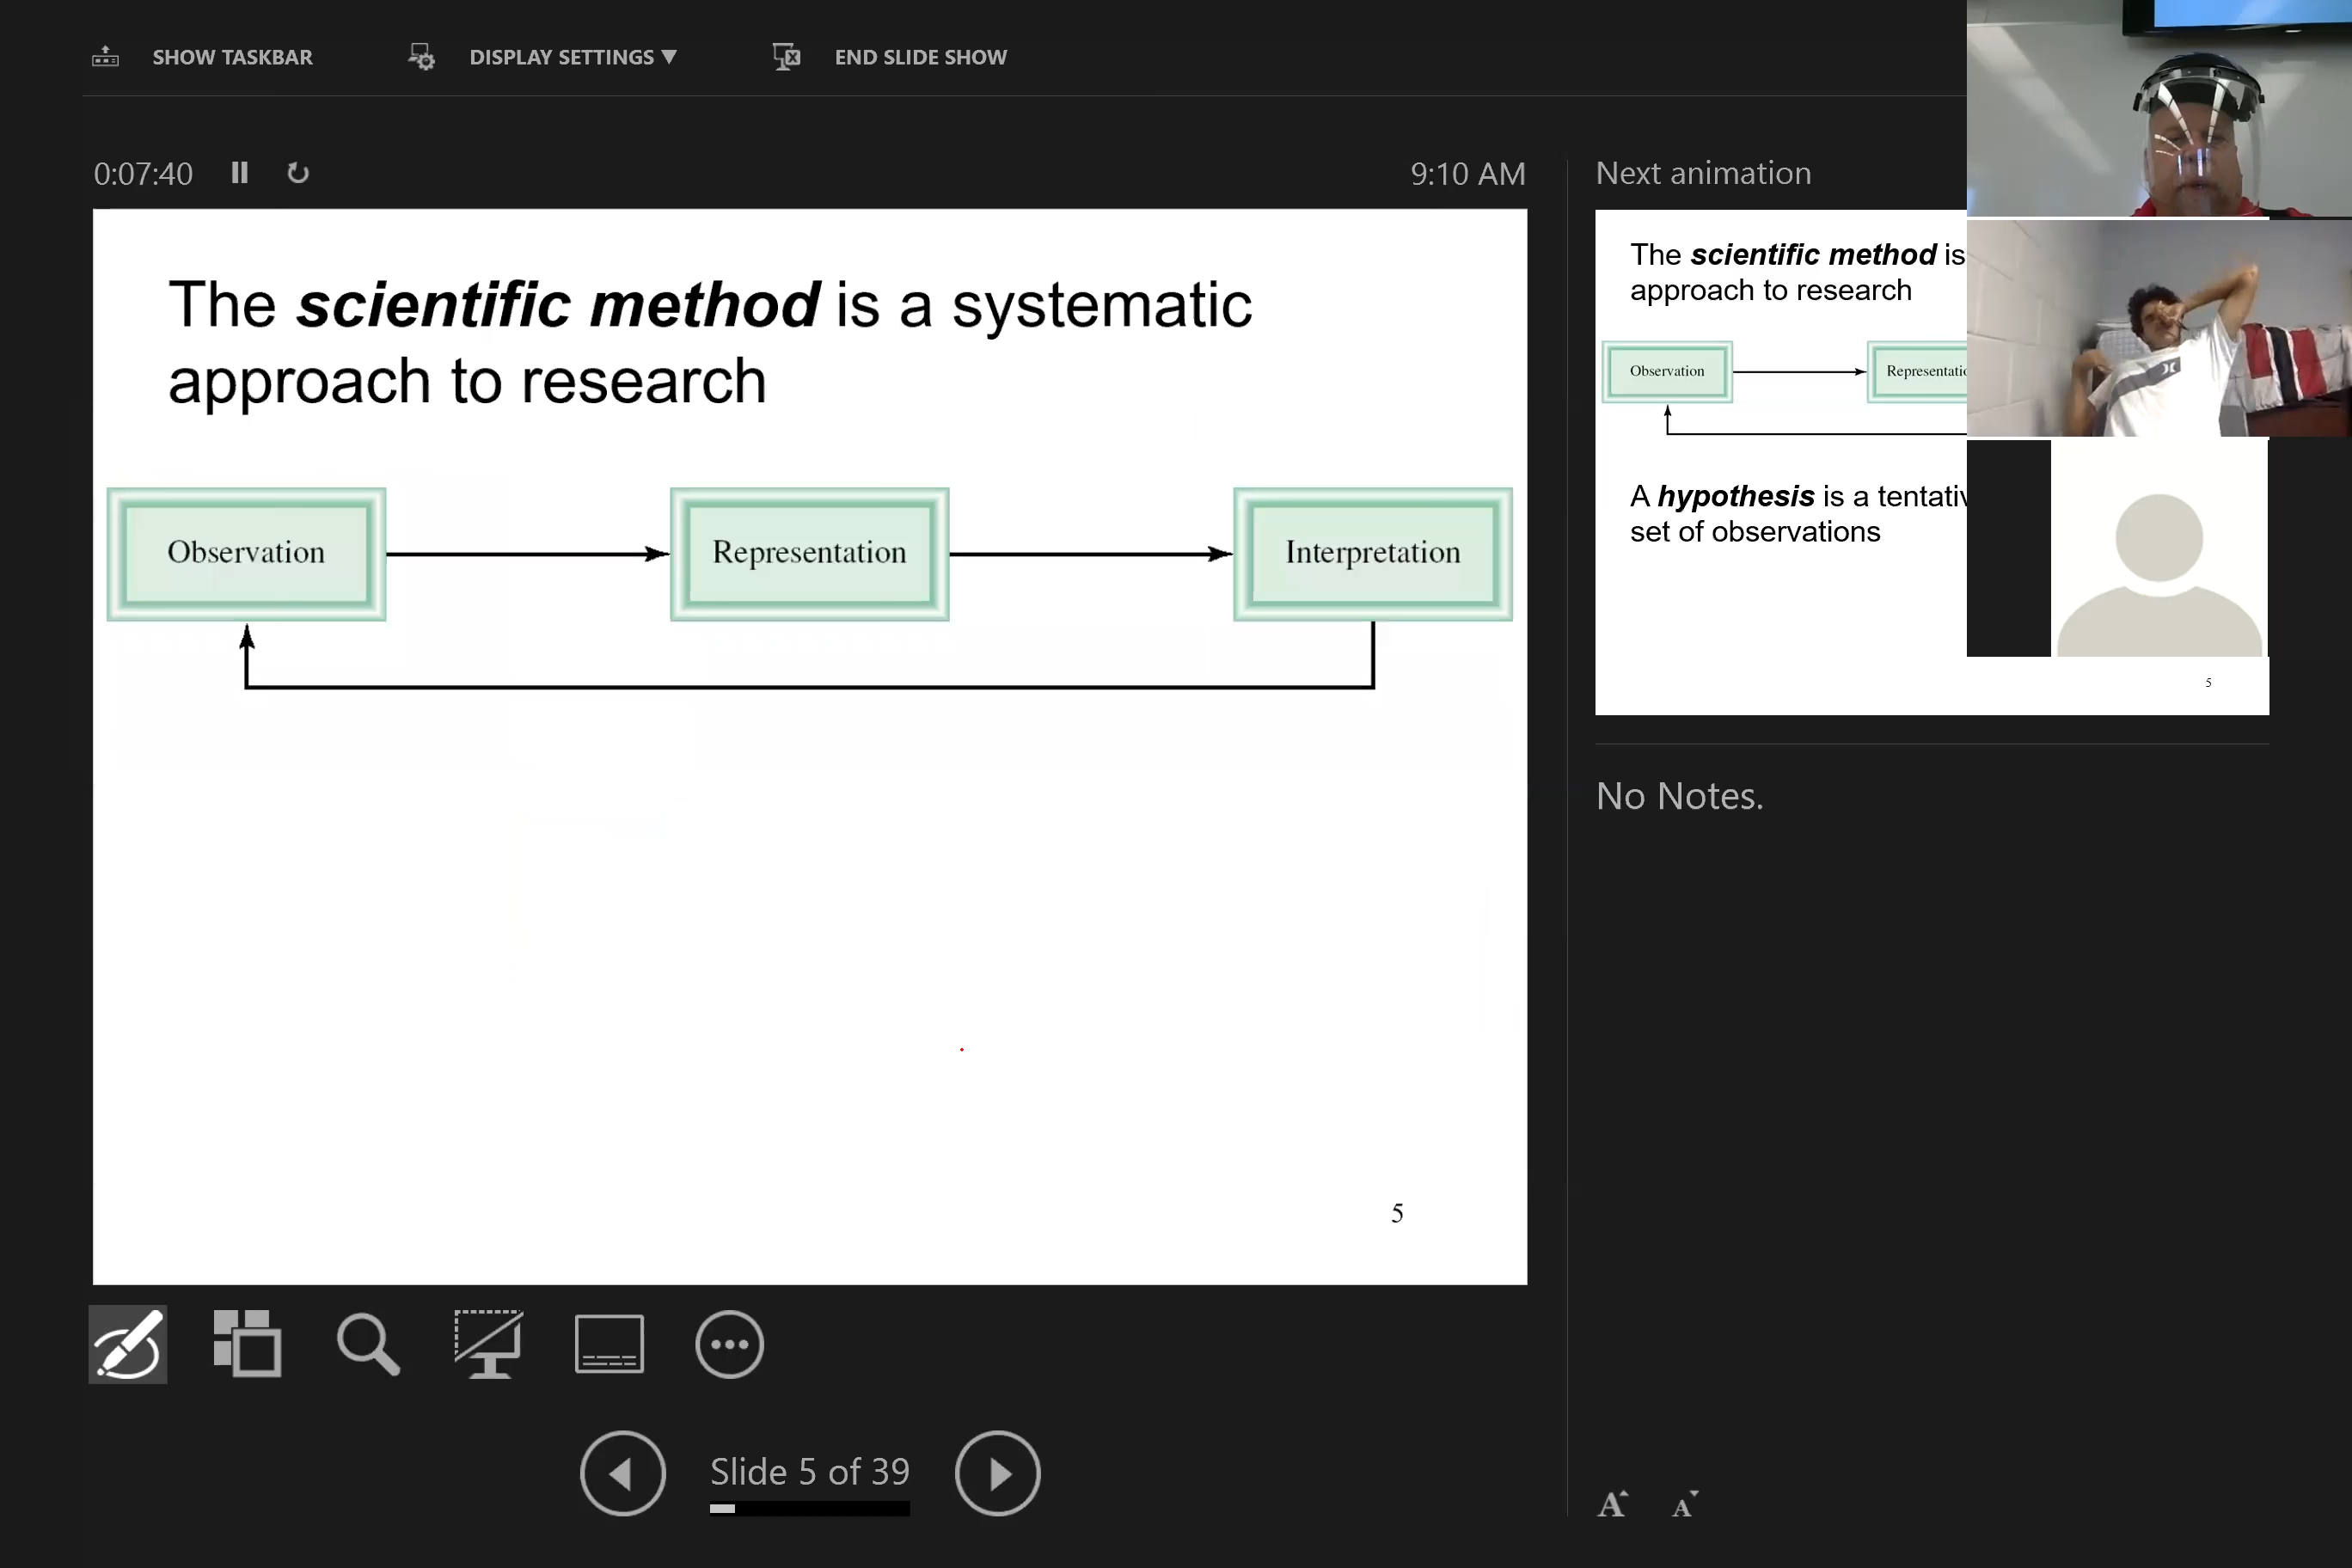 SHOW TASKBAR
DISPLAY SETTINGS ▼
END SLIDE SHOW
0:07:40
9:10 AM
The scientific method is a systematic
approach to research
Observation
Representation
Interpretation
5
Slide 5 of 39
Next animation
The scientific method is
approach to research
Observation
A hypothesis is a
set of observations
5
No Notes.
A
A